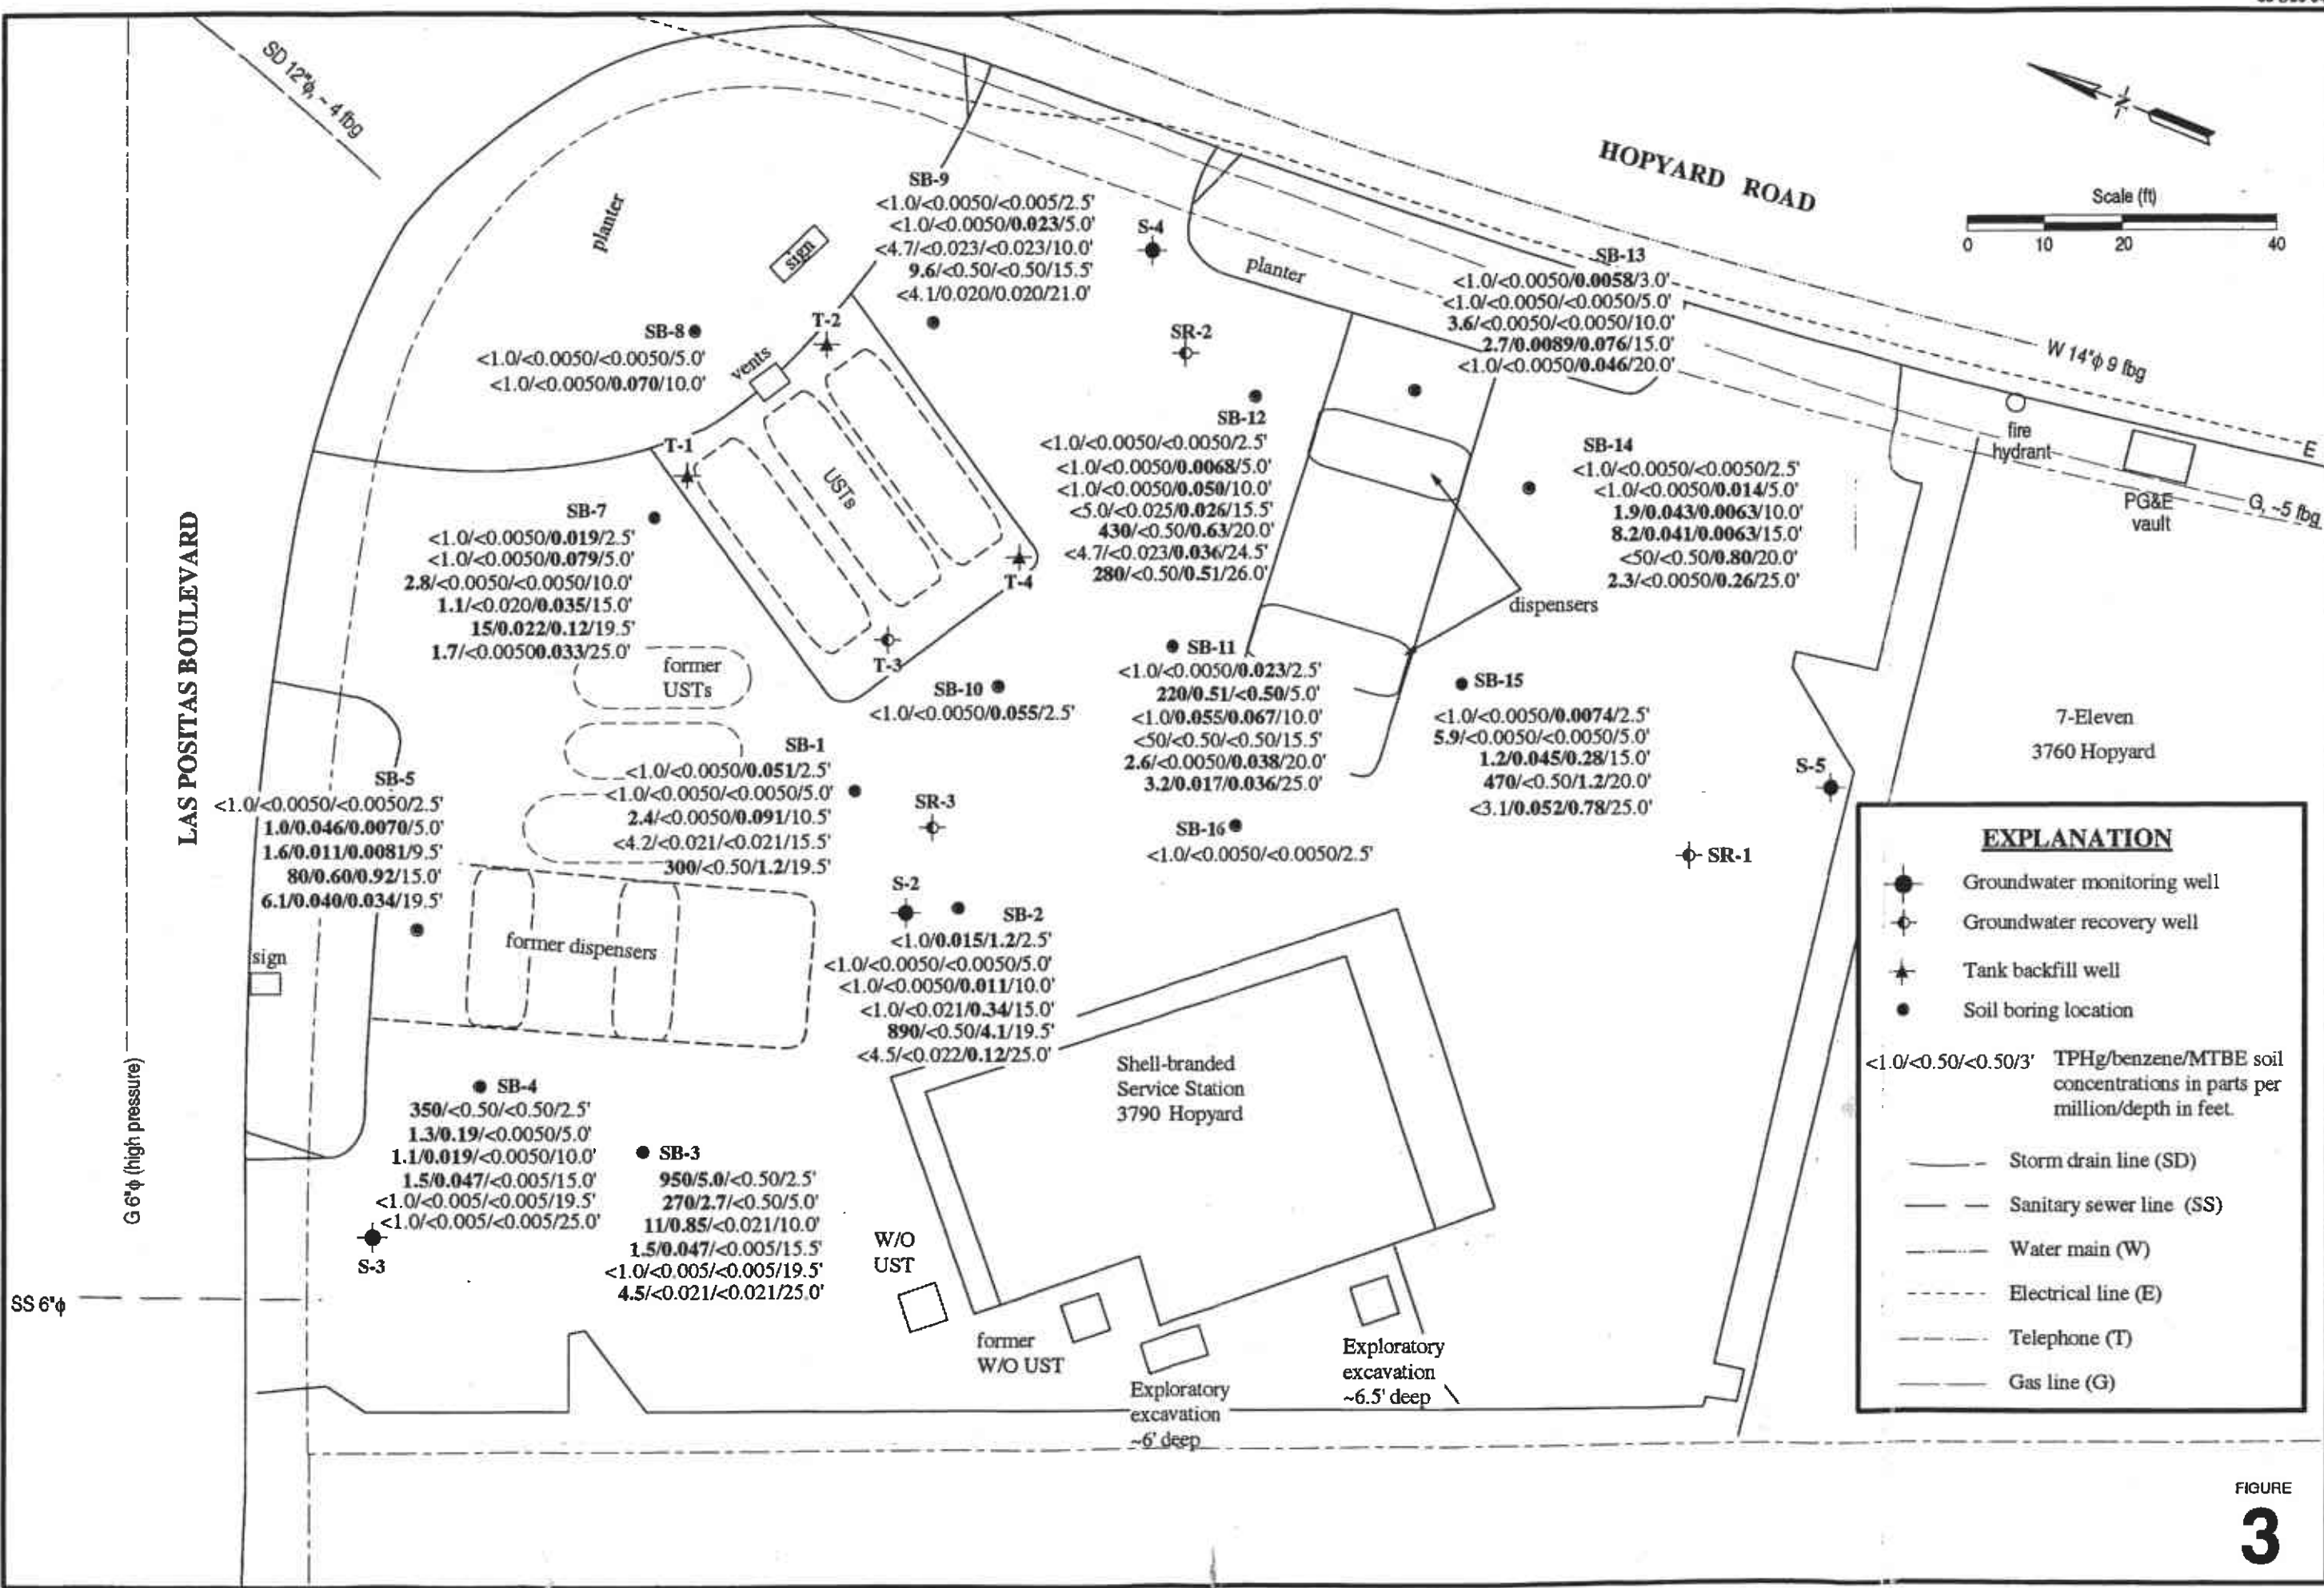 SD 12"ϕ, ~ 4 fbg
HOPYARD ROAD
N
Scale (ft)
0 10 20 40
planter
sign
SB-9
<1.0/<0.0050/<0.005/2.5'
<1.0/<0.0050/0.023/5.0'
<4.7/<0.023/<0.023/10.0'
9.6/<0.50/<0.50/15.5'
<4.1/0.020/0.020/21.0'
S-4
planter
SB-13
<1.0/<0.0050/0.0058/3.0'
<1.0/<0.0050/<0.0050/5.0'
3.6/<0.0050/<0.0050/10.0'
2.7/0.0089/0.076/15.0'
<1.0/<0.0050/0.046/20.0'
W 14"ϕ 9 fbg
E
G, ~5 fbg
fire
hydrant
PG&E
vault
SB-8
<1.0/<0.0050/<0.0050/5.0'
<1.0/<0.0050/0.070/10.0'
T-2
vents
SR-2
T-1
USTs
T-4
T-3
SB-12
<1.0/<0.0050/<0.0050/2.5'
<1.0/<0.0050/0.0068/5.0'
<1.0/<0.0050/0.050/10.0'
<5.0/<0.025/0.026/15.5'
430/<0.50/0.63/20.0'
<4.7/<0.023/0.036/24.5'
280/<0.50/0.51/26.0'
SB-14
<1.0/<0.0050/<0.0050/2.5'
<1.0/<0.0050/0.014/5.0'
1.9/0.043/0.0063/10.0'
8.2/0.041/0.0063/15.0'
<50/<0.50/0.80/20.0'
2.3/<0.0050/0.26/25.0'
dispensers
LAS POSITAS BOULEVARD
SB-7
<1.0/<0.0050/0.019/2.5'
<1.0/<0.0050/0.079/5.0'
2.8/<0.0050/<0.0050/10.0'
1.1/<0.020/0.035/15.0'
15/0.022/0.12/19.5'
1.7/<0.00500.033/25.0'
former
USTs
SB-10
<1.0/<0.0050/0.055/2.5'
SB-11
<1.0/<0.0050/0.023/2.5'
220/0.51/<0.50/5.0'
<1.0/0.055/0.067/10.0'
<50/<0.50/<0.50/15.5'
2.6/<0.0050/0.038/20.0'
3.2/0.017/0.036/25.0'
SB-15
<1.0/<0.0050/0.0074/2.5'
5.9/<0.0050/<0.0050/5.0'
1.2/0.045/0.28/15.0'
470/<0.50/1.2/20.0'
<3.1/0.052/0.78/25.0'
7-Eleven
3760 Hopyard
S-5
SB-1
<1.0/<0.0050/0.051/2.5'
<1.0/<0.0050/<0.0050/5.0'
2.4/<0.0050/0.091/10.5'
<4.2/<0.021/<0.021/15.5'
300/<0.50/1.2/19.5'
SB-5
<1.0/<0.0050/<0.0050/2.5'
1.0/0.046/0.0070/5.0'
1.6/0.011/0.0081/9.5'
80/0.60/0.92/15.0'
6.1/0.040/0.034/19.5'
SR-3
SB-16
<1.0/<0.0050/<0.0050/2.5'
SR-1
sign
former dispensers
S-2
SB-2
<1.0/0.015/1.2/2.5'
<1.0/<0.0050/<0.0050/5.0'
<1.0/<0.0050/0.011/10.0'
<1.0/<0.021/0.34/15.0'
890/<0.50/4.1/19.5'
<4.5/<0.022/0.12/25.0'
Shell-branded
Service Station
3790 Hopyard
G 6"ϕ (high pressure)
SB-4
350/<0.50/<0.50/2.5'
1.3/0.19/<0.0050/5.0'
1.1/0.019/<0.0050/10.0'
1.5/0.047/<0.005/15.0'
<1.0/<0.005/<0.005/19.5'
<1.0/<0.005/<0.005/25.0'
S-3
SB-3
950/5.0/<0.50/2.5'
270/2.7/<0.50/5.0'
11/0.85/<0.021/10.0'
1.5/0.047/<0.005/15.5'
<1.0/<0.005/<0.005/19.5'
4.5/<0.021/<0.021/25.0'
SS 6"ϕ
W/O
UST
former
W/O UST
Exploratory
excavation
~6' deep
Exploratory
excavation
~6.5' deep
EXPLANATION
Groundwater monitoring well
Groundwater recovery well
Tank backfill well
Soil boring location
<1.0/<0.50/<0.50/3' TPHg/benzene/MTBE soil
concentrations in parts per
million/depth in feet.
Storm drain line (SD)
Sanitary sewer line (SS)
Water main (W)
Electrical line (E)
Telephone (T)
Gas line (G)
FIGURE
3